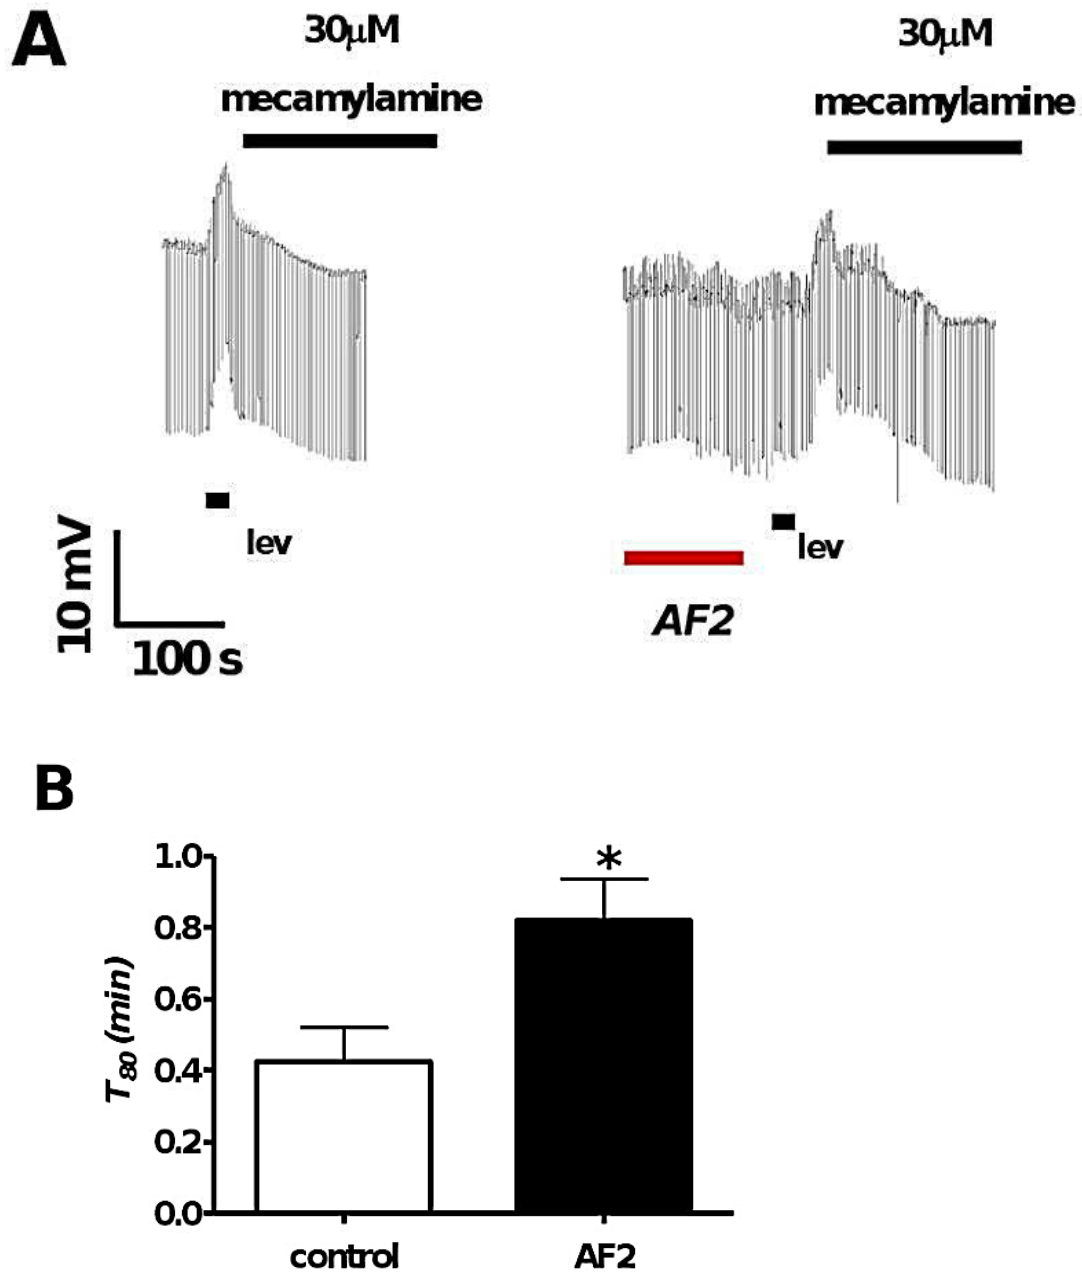 A
30μM
mecamylamine
30μM
mecamylamine
lev
lev
10 mV
100 s
AF2
B
1.0
0.8
0.6
0.4
0.2
0.0
T80 (min)
*
control
AF2